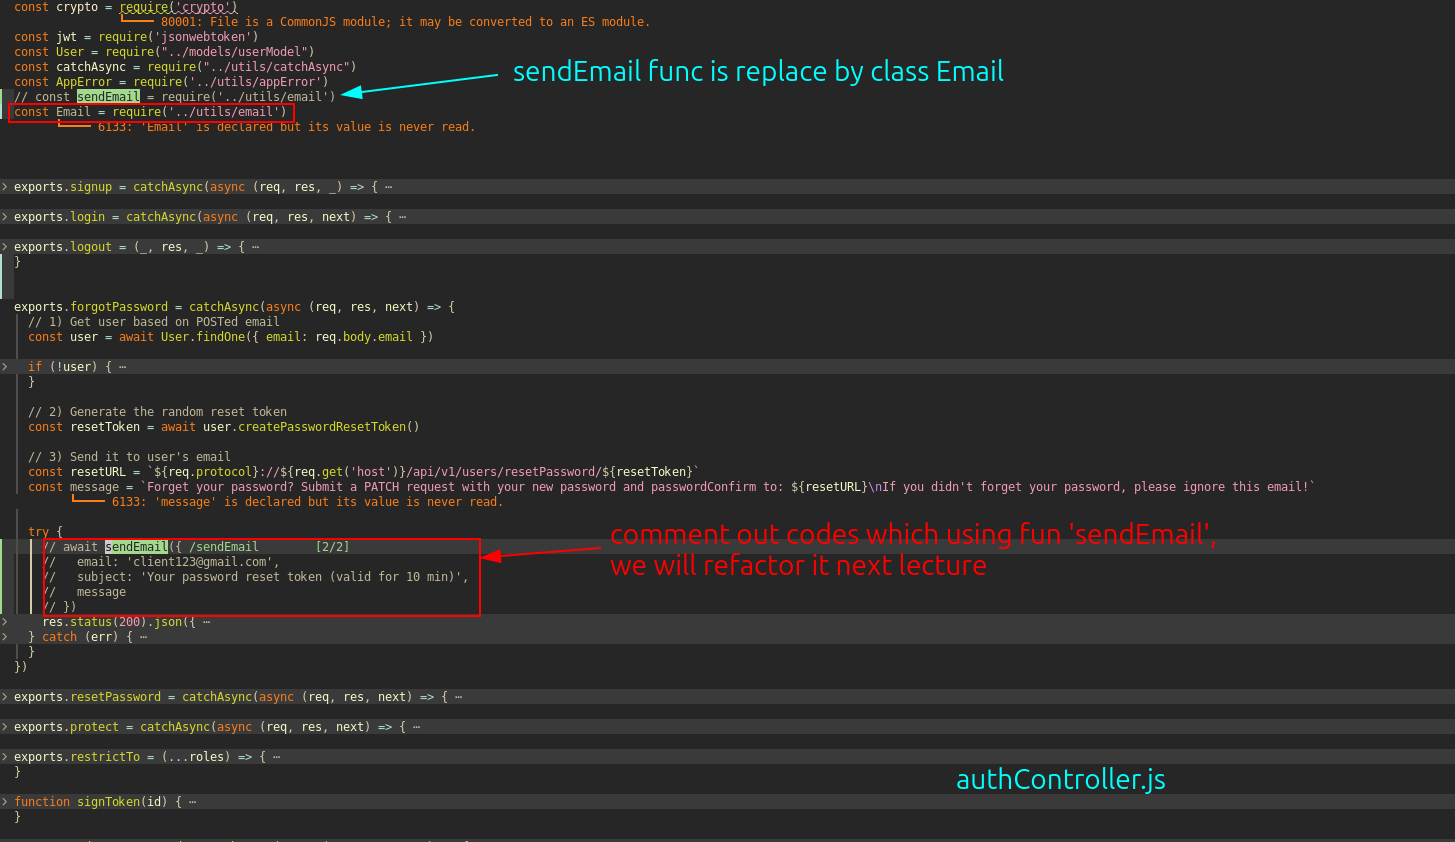 const crypto = require('crypto')
80001: File is a CommonJS module; it may be converted to an ES module.
const jwt = require('jsonwebtoken')
const User = require("../models/userModel")
const catchAsync = require("../utils/catchAsync")
const AppError = require('../utils/appError')
sendEmail func is replace by class Email
// const sendEmail = require('../utils/email')
const Email = require('../utils/email')
6133: 'Email' is declared but its value is never read.
> exports.signup = catchAsync(async (req, res, _) => { ⋯
> exports.login = catchAsync(async (req, res, next) => { ⋯
> exports.logout = (_, res, _) => { ⋯
}
exports.forgotPassword = catchAsync(async (req, res, next) => {
// 1) Get user based on POSTed email
const user = await User.findOne({ email: req.body.email })
> if (!user) { ⋯
}
// 2) Generate the random reset token
const resetToken = await user.createPasswordResetToken()
// 3) Send it to user's email
const resetURL = `${req.protocol}://${req.get('host')}/api/v1/users/resetPassword/${resetToken}`
const message = `Forget your password? Submit a PATCH request with your new password and passwordConfirm to: ${resetURL}\nIf you didn't forget your password, please ignore this email!`
6133: 'message' is declared but its value is never read.
try {
// await sendEmail({ /sendEmail [2/2]
// email: 'client123@gmail.com',
// subject: 'Your password reset token (valid for 10 min)',
// message
// })
comment out codes which using fun 'sendEmail',
we will refactor it next lecture
> res.status(200).json({ ⋯
> } catch (err) { ⋯
}
})
> exports.resetPassword = catchAsync(async (req, res, next) => { ⋯
> exports.protect = catchAsync(async (req, res, next) => { ⋯
> exports.restrictTo = (...roles) => { ⋯
}
authController.js
> function signToken(id) { ⋯
}